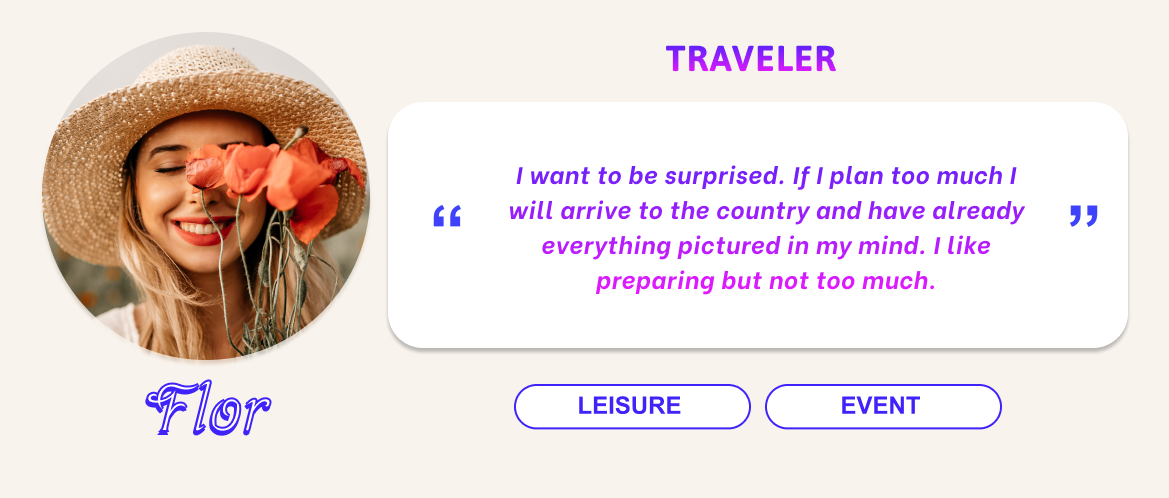 TRAVELER
“ I want to be surprised. If I plan too much I
will arrive to the country and have already
everything pictured in my mind. I like
preparing but not too much. ”
Flor
LEISURE
EVENT